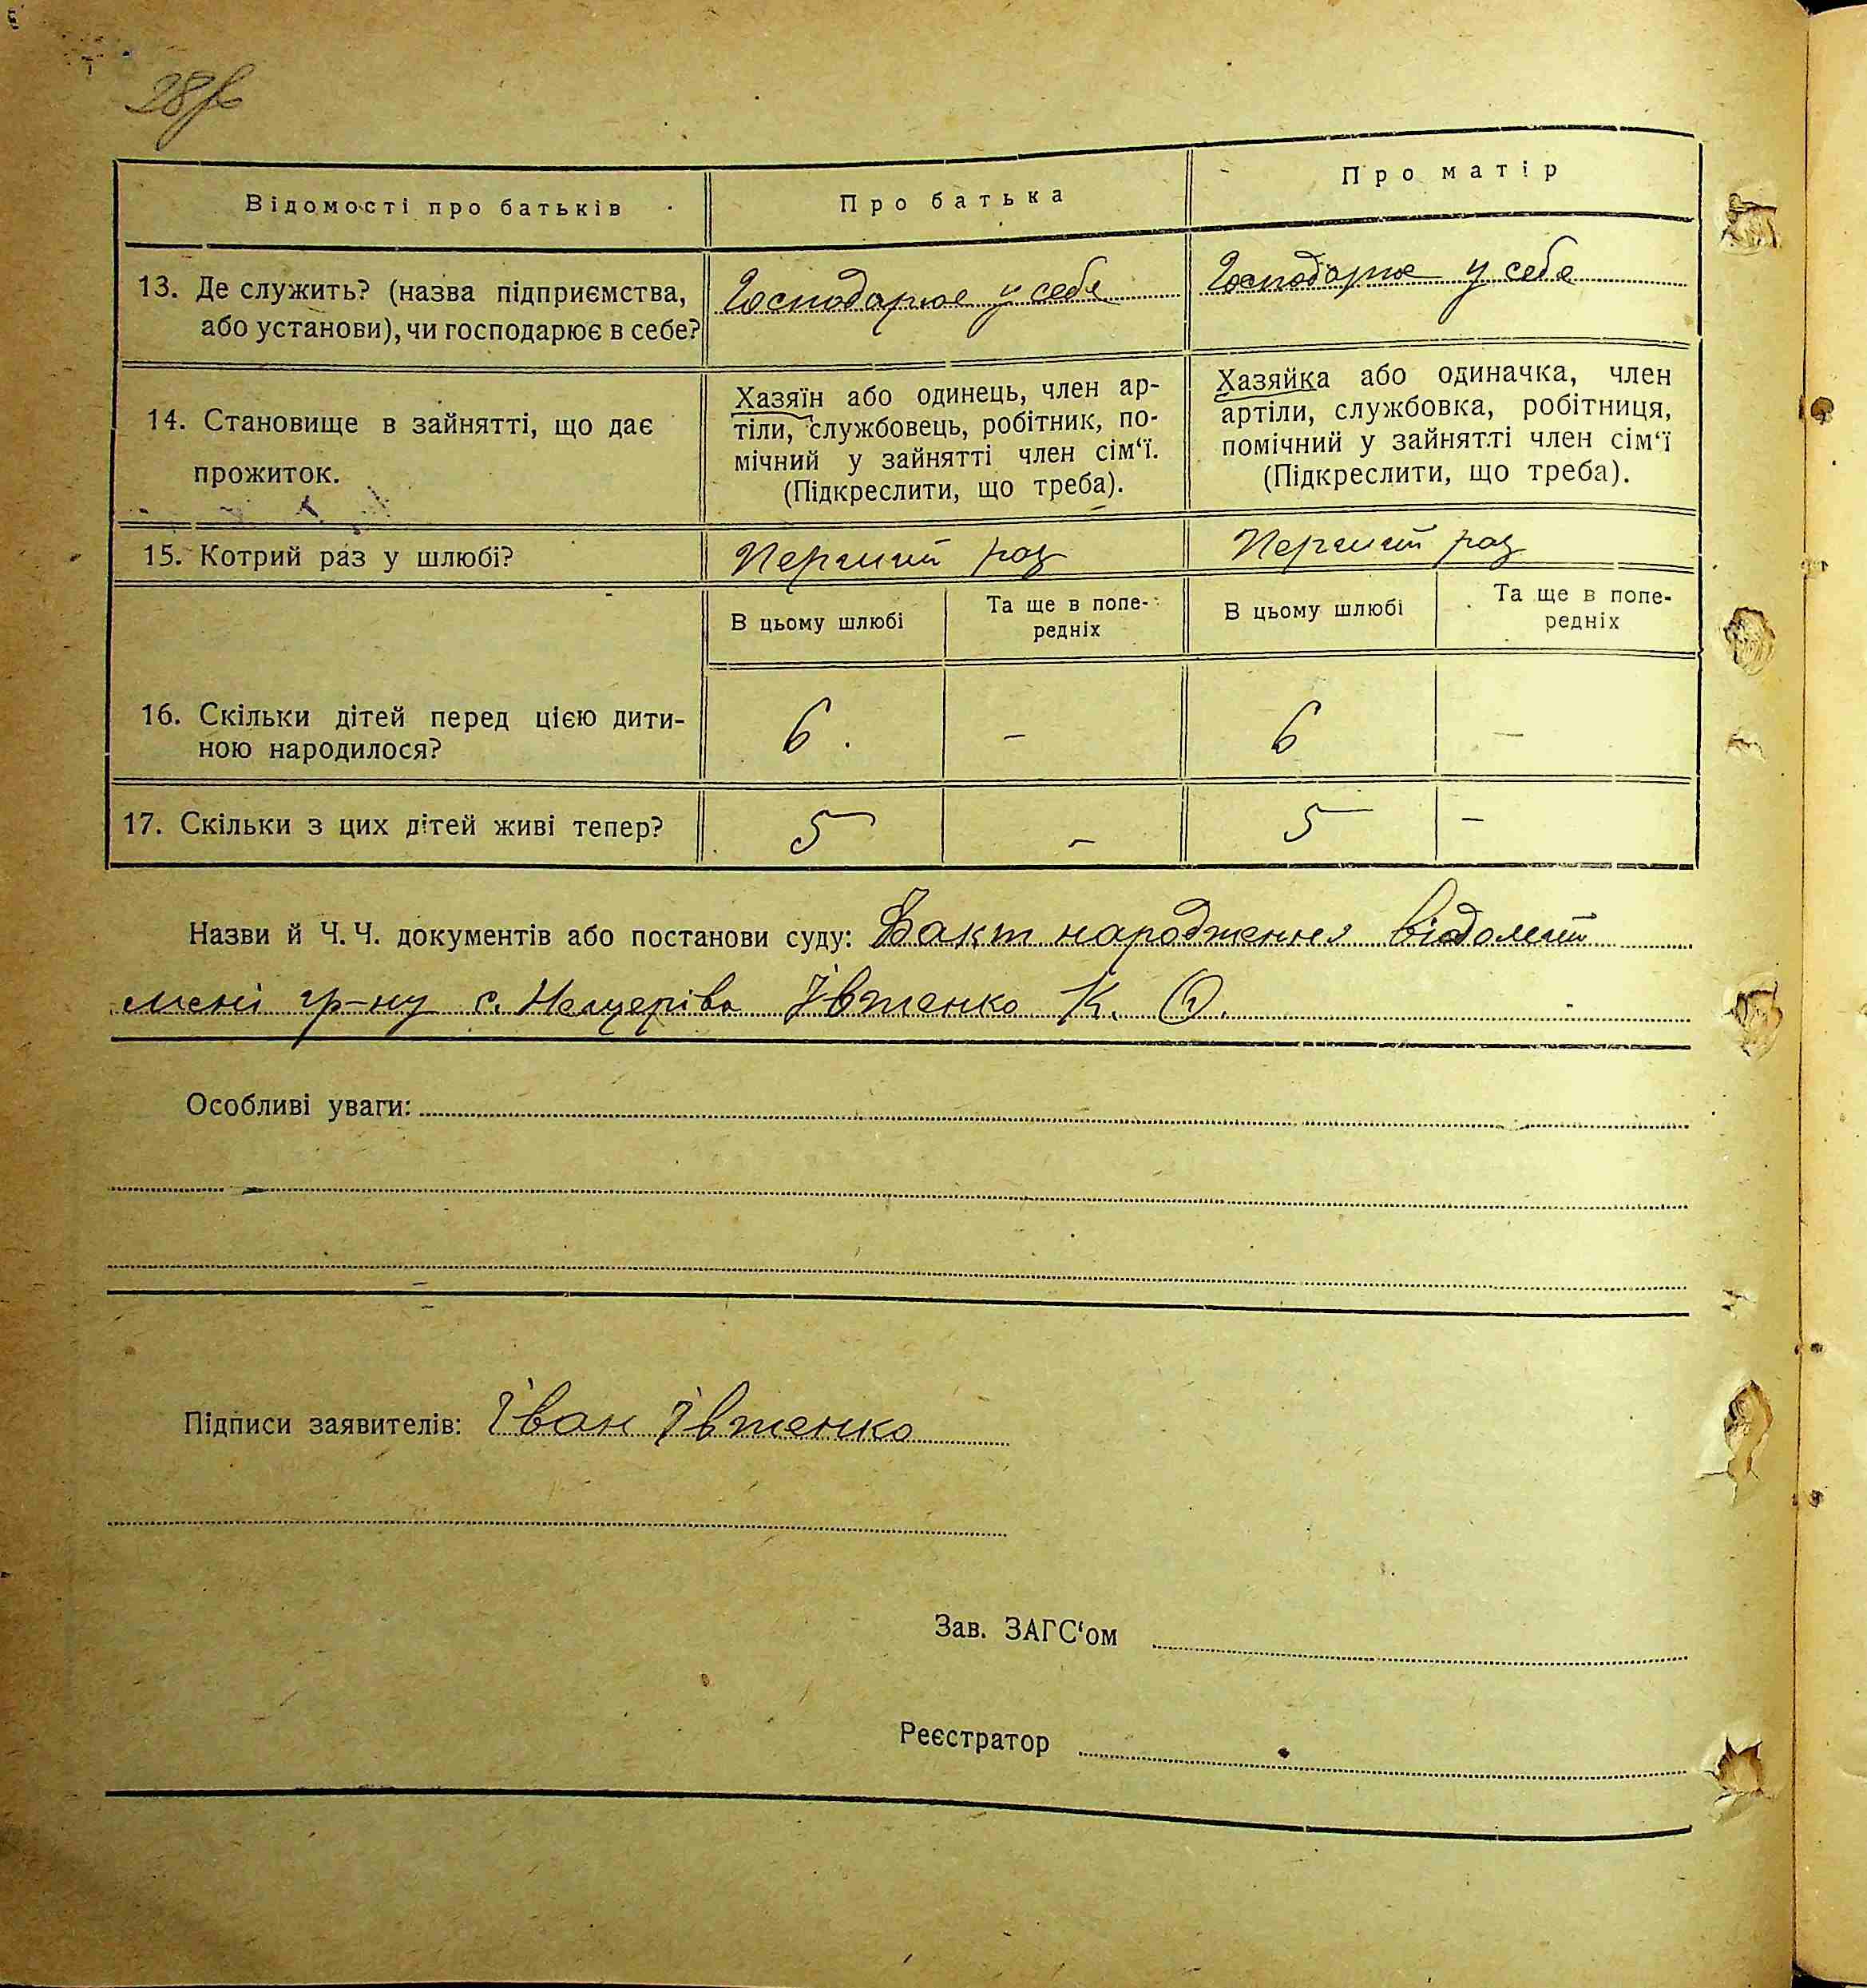 28
Відомості про батьків
Про батька
Про матір
13. Де служить? (назва підприємства,
або установи), чи господарює в себе?
Господарює у себе
Господарює у себе
14. Становище в зайнятті, що дає
прожиток.
Хазяїн або одинець, член ар-
тіли, службовець, робітник, по-
мічний у зайнятті член сім‘ї.
(Підкреслити, що треба).
Хазяйка або одиначка, член
артіли, службовка, робітниця,
помічний у зайнятті член сім‘ї
(Підкреслити, що треба).
15. Котрий раз у шлюбі?
Перший раз
Перший раз
В цьому шлюбі
Та ще в попе-
редніх
В цьому шлюбі
Та ще в попе-
редніх
16. Скільки дітей перед цією дити-
ною народилося?
6. – 6 –
17. Скільки з цих дітей живі тепер?
5 – 5 –
Назви й Ч. Ч. документів або постанови суду: Факт народження відомий
мені гр-ну с. Нещерів Івженко К. О.
Особливі уваги:
Підписи заявителів: Іван Івженко
Зав. ЗАГС‘ом
Реєстратор